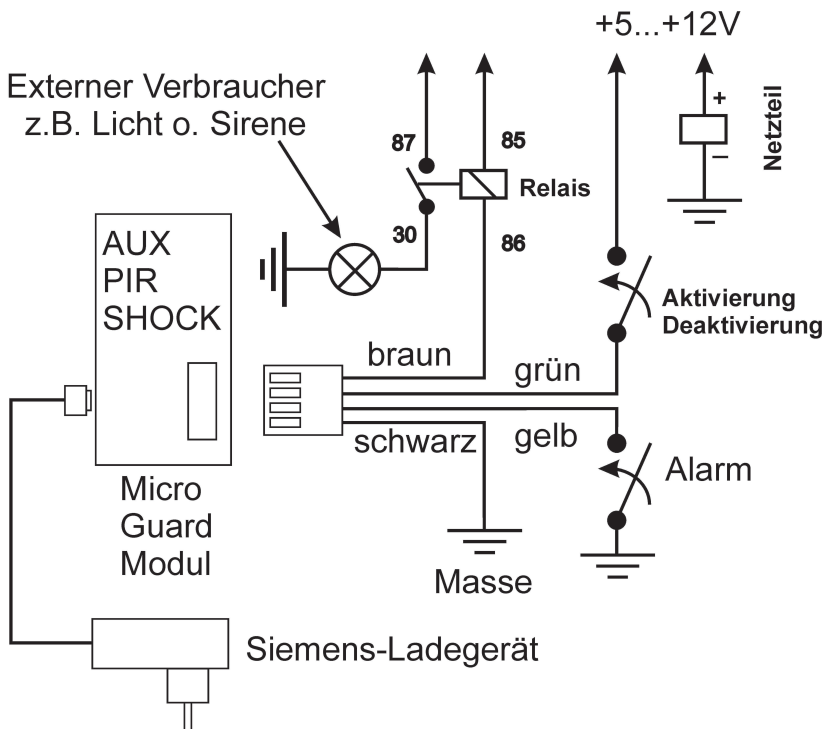 +5...+12V
Externer Verbraucher
z.B. Licht o. Sirene
+
–
Netzteil
87
85
Relais
30
86
AUX
PIR
SHOCK
Aktivierung
Deaktivierung
braun
grün
schwarz
gelb
Alarm
Micro
Guard
Modul
Masse
Siemens-Ladegerät